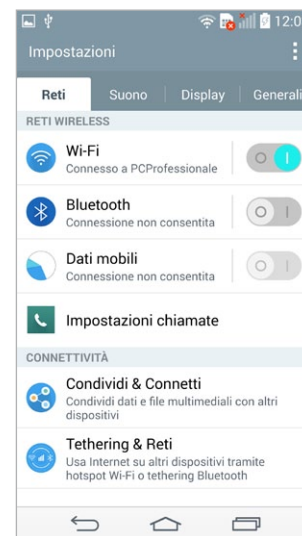 12:0
Impostazioni
Reti Suono Display Generali
RETI WIRELESS
Wi-Fi
Connesso a PCProfessionale
Bluetooth
Connessione non consentita
Dati mobili
Connessione non consentita
Impostazioni chiamate
CONNETTIVITÀ
Condividi & Connetti
Condividi dati e file multimediali con altri
dispositivi
Tethering & Reti
Usa Internet su altri dispositivi tramite
hotspot Wi-Fi o tethering Bluetooth